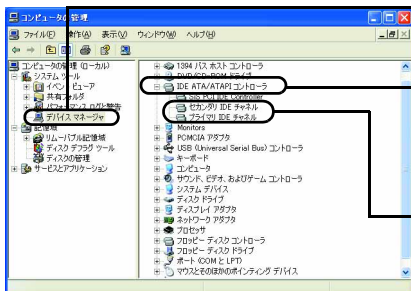 コンピュータの管理
ファイル(F) 操作(A) 表示(V) ウィンドウ(W) ヘルプ(H)
コンピュータの管理 (ローカル)
システム ツール
イベント ビューア
共有フォルダ
パフォーマンス ログと警告
デバイス マネージャ
記憶域
リムーバブル記憶域
ディスク デフラグ ツール
ディスクの管理
サービスとアプリケーション
1394 バス ホスト コントローラ
DVD/CD-ROM ドライブ
IDE ATA/ATAPI コントローラ
SiS PCI IDE Controller
セカンダリ IDE チャネル
プライマリ IDE チャネル
Monitors
PCMCIA アダプタ
USB (Universal Serial Bus) コントローラ
キーボード
コンピュータ
サウンド、ビデオ、およびゲーム コントローラ
システム デバイス
ディスク ドライブ
ディスプレイ アダプタ
ネットワーク アダプタ
プロセッサ
フロッピー ディスク コントローラ
フロッピー ディスク ドライブ
ポート (COM と LPT)
マウスとそのほかのポインティング デバイス